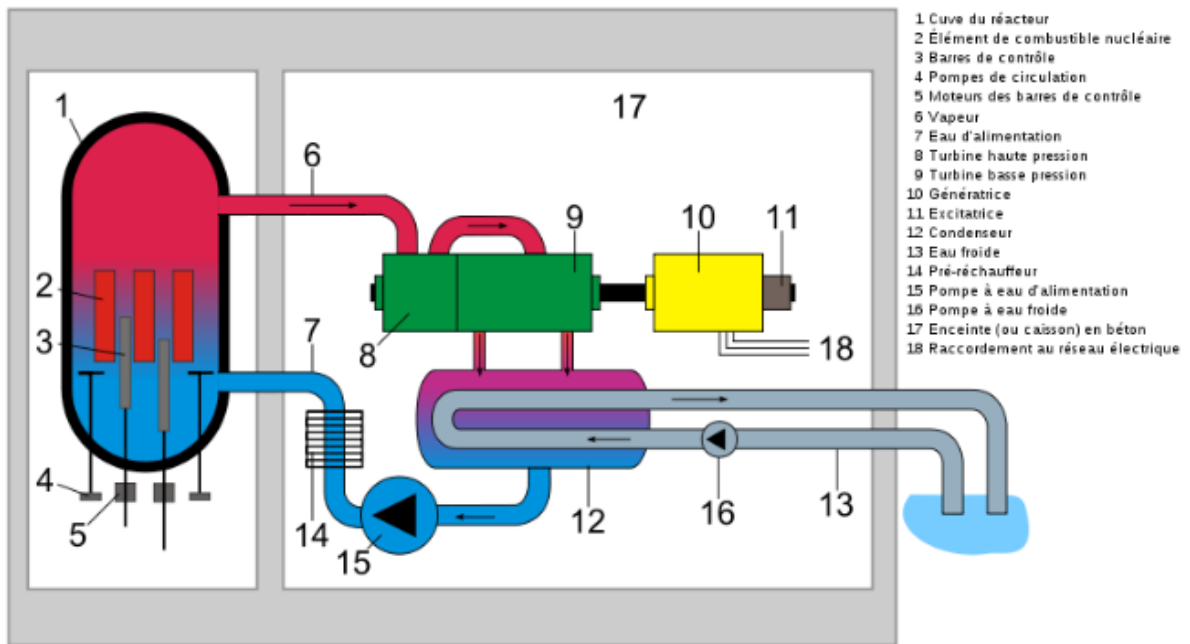 1 Cuve du réacteur
2 Élément de combustible nucléaire
3 Barres de contrôle
4 Pompes de circulation
5 Moteurs des barres de contrôle
6 Vapeur
7 Eau d'alimentation
8 Turbine haute pression
9 Turbine basse pression
10 Génératrice
11 Excitatrice
12 Condenseur
13 Eau froide
14 Pré-réchauffeur
15 Pompe à eau d'alimentation
16 Pompe à eau froide
17 Enceinte (ou caisson) en béton
18 Raccordement au réseau électrique
1
17
6
9
10
11
2
3
7
8
18
4
5
14
15
12
16
13